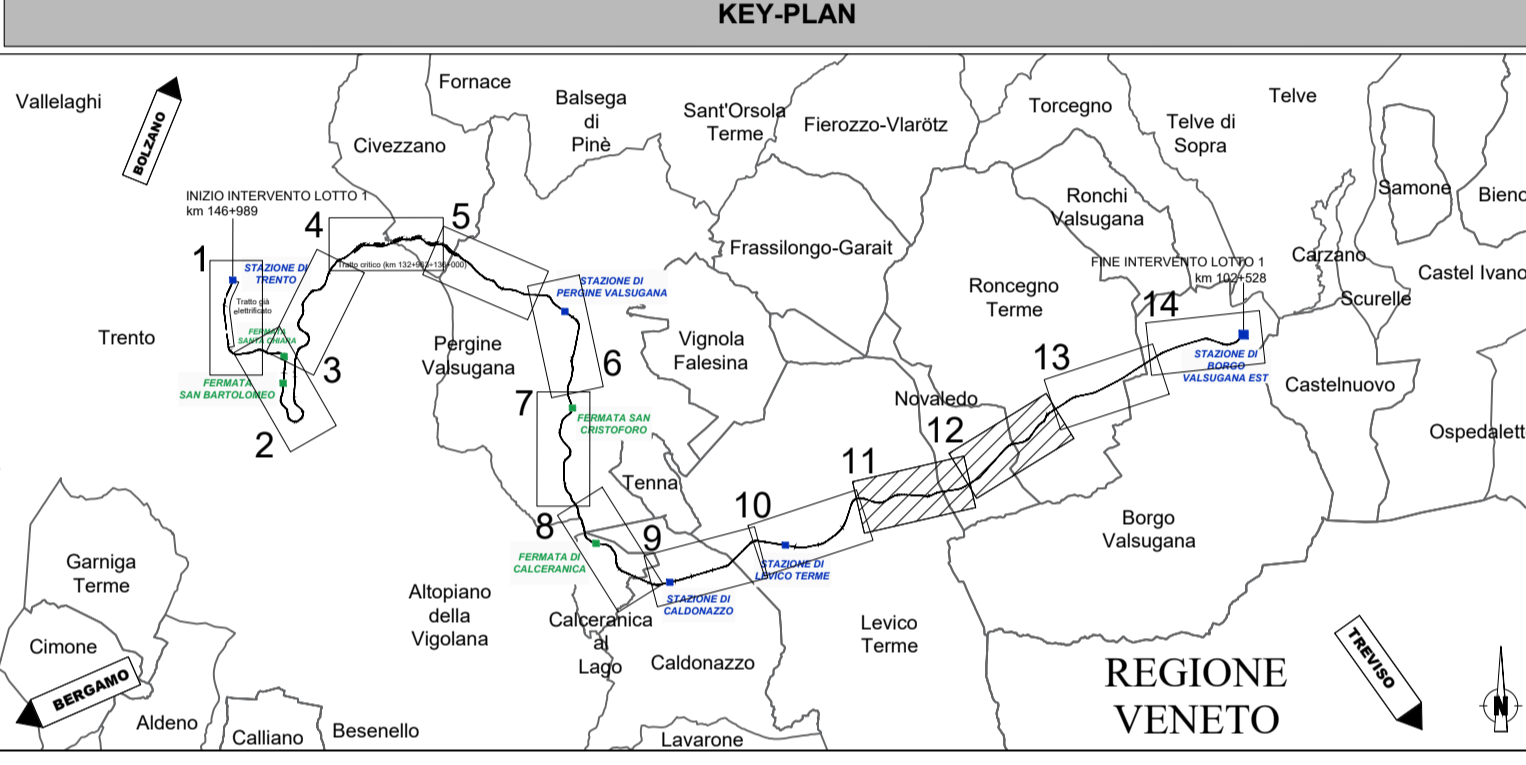 KEY-PLAN
Vallelaghi
BOLZANO
Fornace
Balsega
di
Pinè
Civezzano
Sant'Orsola
Terme
Fierozzo-Vlarötz
Torcegno
Telve di
Sopra
Telve
Samone
Bieno
INIZIO INTERVENTO LOTTO 1
km 146+989
4
5
1
STAZIONE DI
TRENTO
Tratto già
elettrificato
FERMATA
SANTA CHIARA
Trento
FERMATA
SAN BARTOLOMEO
3
2
STAZIONE DI
PERGINE VALSUGANA
Pergine
Valsugana
6
Vignola
Falesina
Frassilongo-Garait
Ronchi
Valsugana
Roncegno
Terme
FINE INTERVENTO LOTTO 1
km 102+528
Carzano
Castel Ivano
Scurelle
14
STAZIONE DI
BORGO
VALSUGANA EST
Castelnuovo
Ospedalett
13
Novaledo
12
11
7
FERMATA SAN
CRISTOFORO
Tenna
8
9
10
FERMATA DI
CALCERANICA
STAZIONE DI
LEVICO TERME
STAZIONE DI
CALDONAZZO
Borgo
Valsugana
Garniga
Terme
Altopiano
della
Vigolana
Calceranica
al
Lago
Caldonazzo
Levico
Terme
Cimone
BERGAMO
Aldeno
Calliano
Besenello
Lavarone
REGIONE
VENETO
TREVISO
N